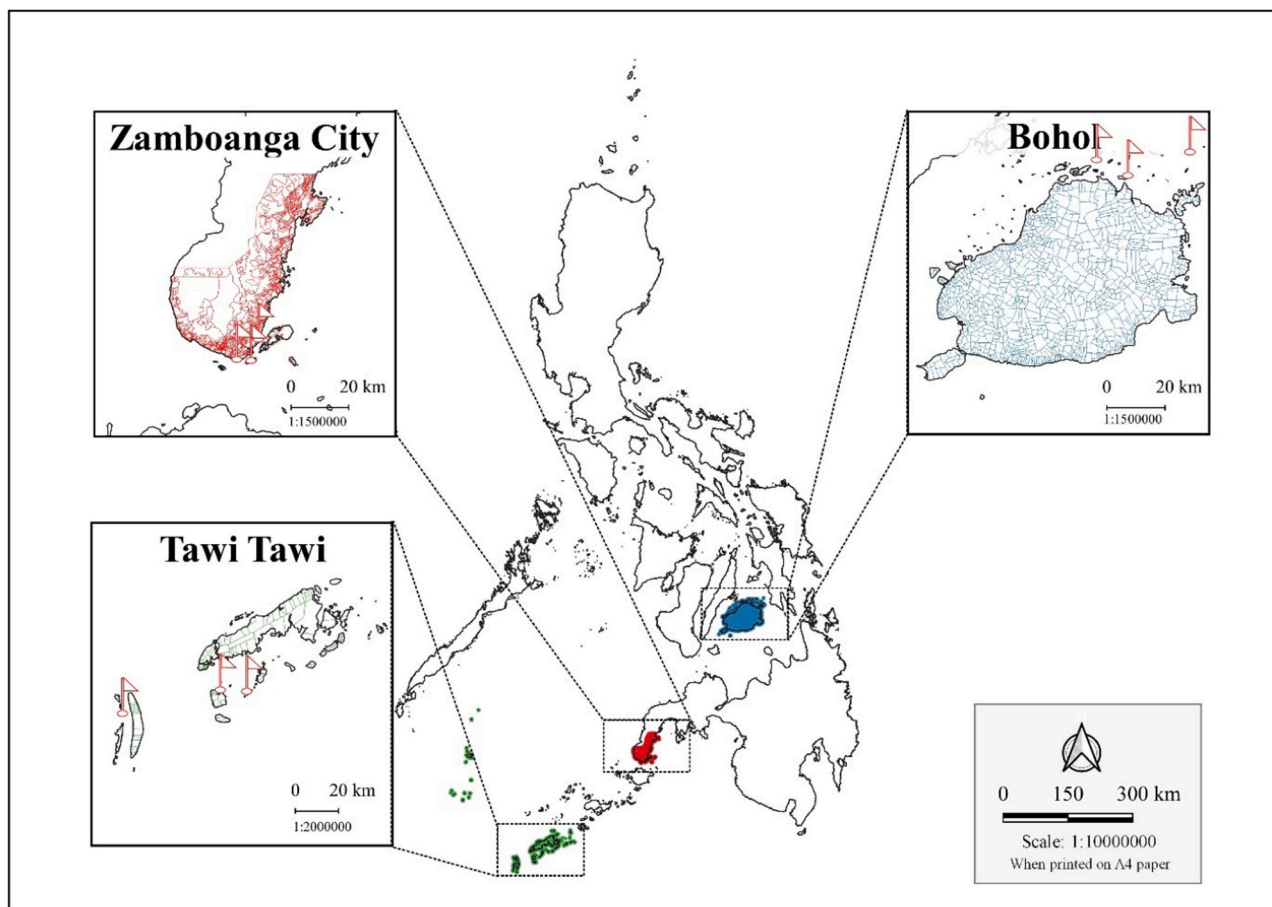 Zamboanga City
0 20 km
1:1500000
Bohol
0 20 km
1:1500000
Tawi Tawi
0 20 km
1:2000000
0 150 300 km
Scale: 1:10000000
When printed on A4 paper